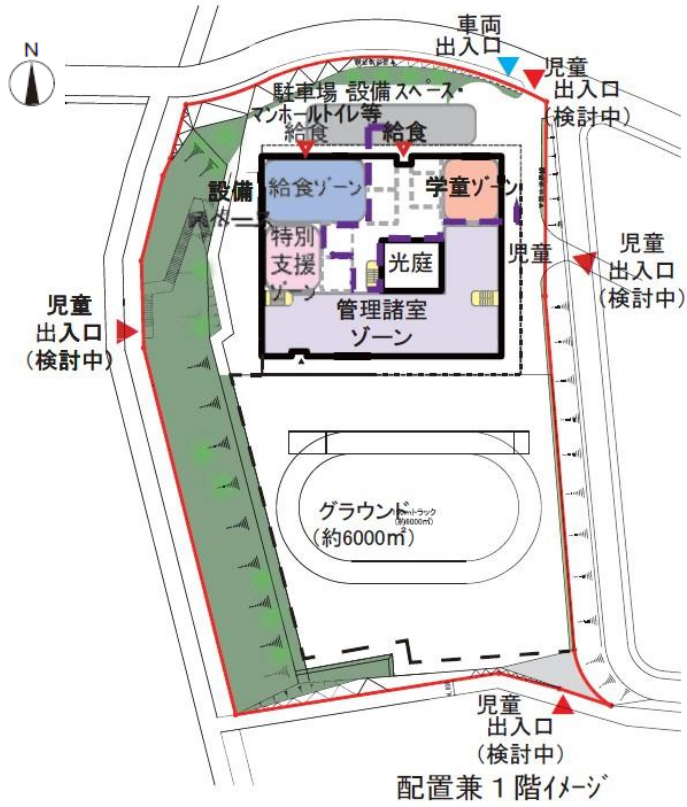 N
車両
出入口
児童
出入口
(検討中)
駐車場・設備スペース・
マンホールトイレ等
給食
給食
設備
スペース
給食ゾーン
学童ゾーン
特別
支援
ゾーン
光庭
児童
児童
出入口
(検討中)
管理諸室
ゾーン
児童
出入口
(検討中)
グラウンド
(約6000㎡)
児童
出入口
(検討中)
配置兼1階イメージ